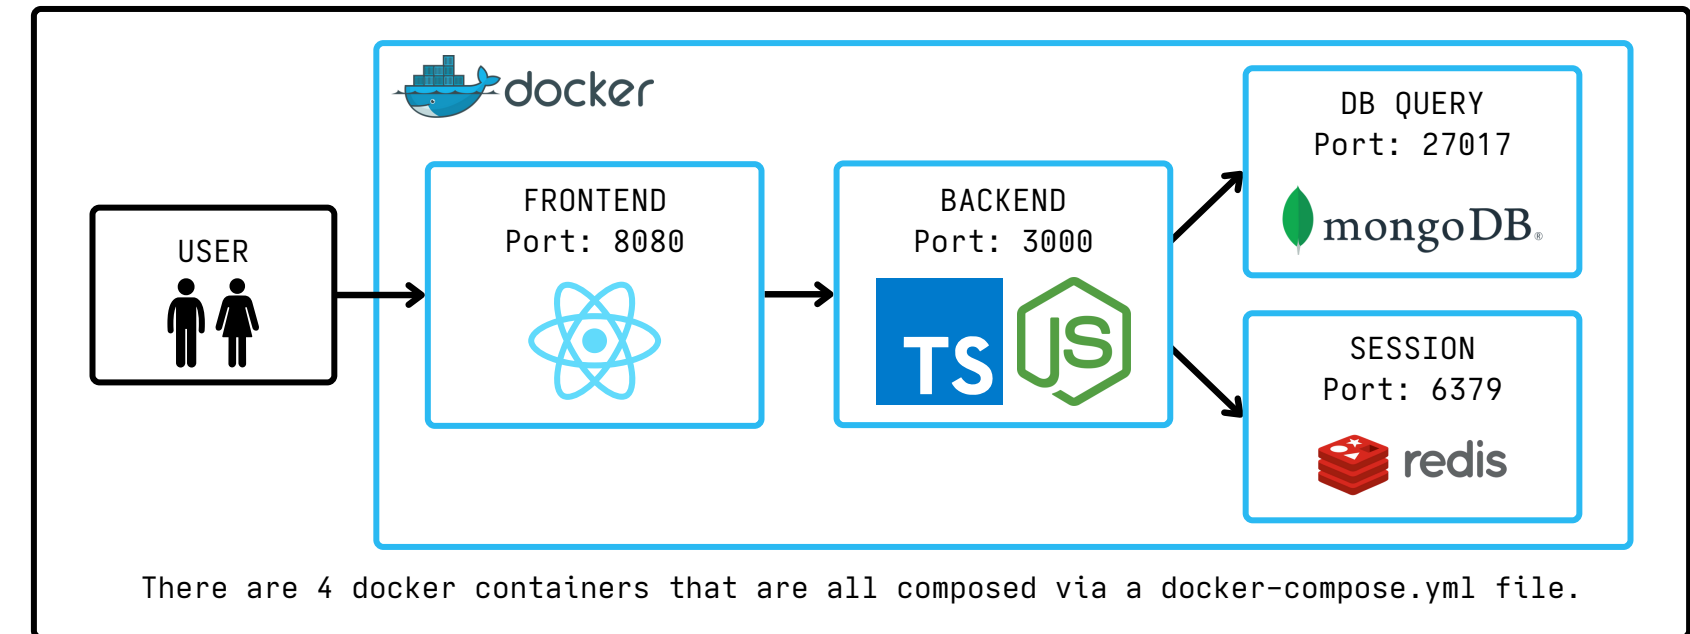 docker
USER
FRONTEND
Port: 8080
BACKEND
Port: 3000
TS
JS
DB QUERY
Port: 27017
mongoDB®
SESSION
Port: 6379
redis
There are 4 docker containers that are all composed via a docker-compose.yml file.